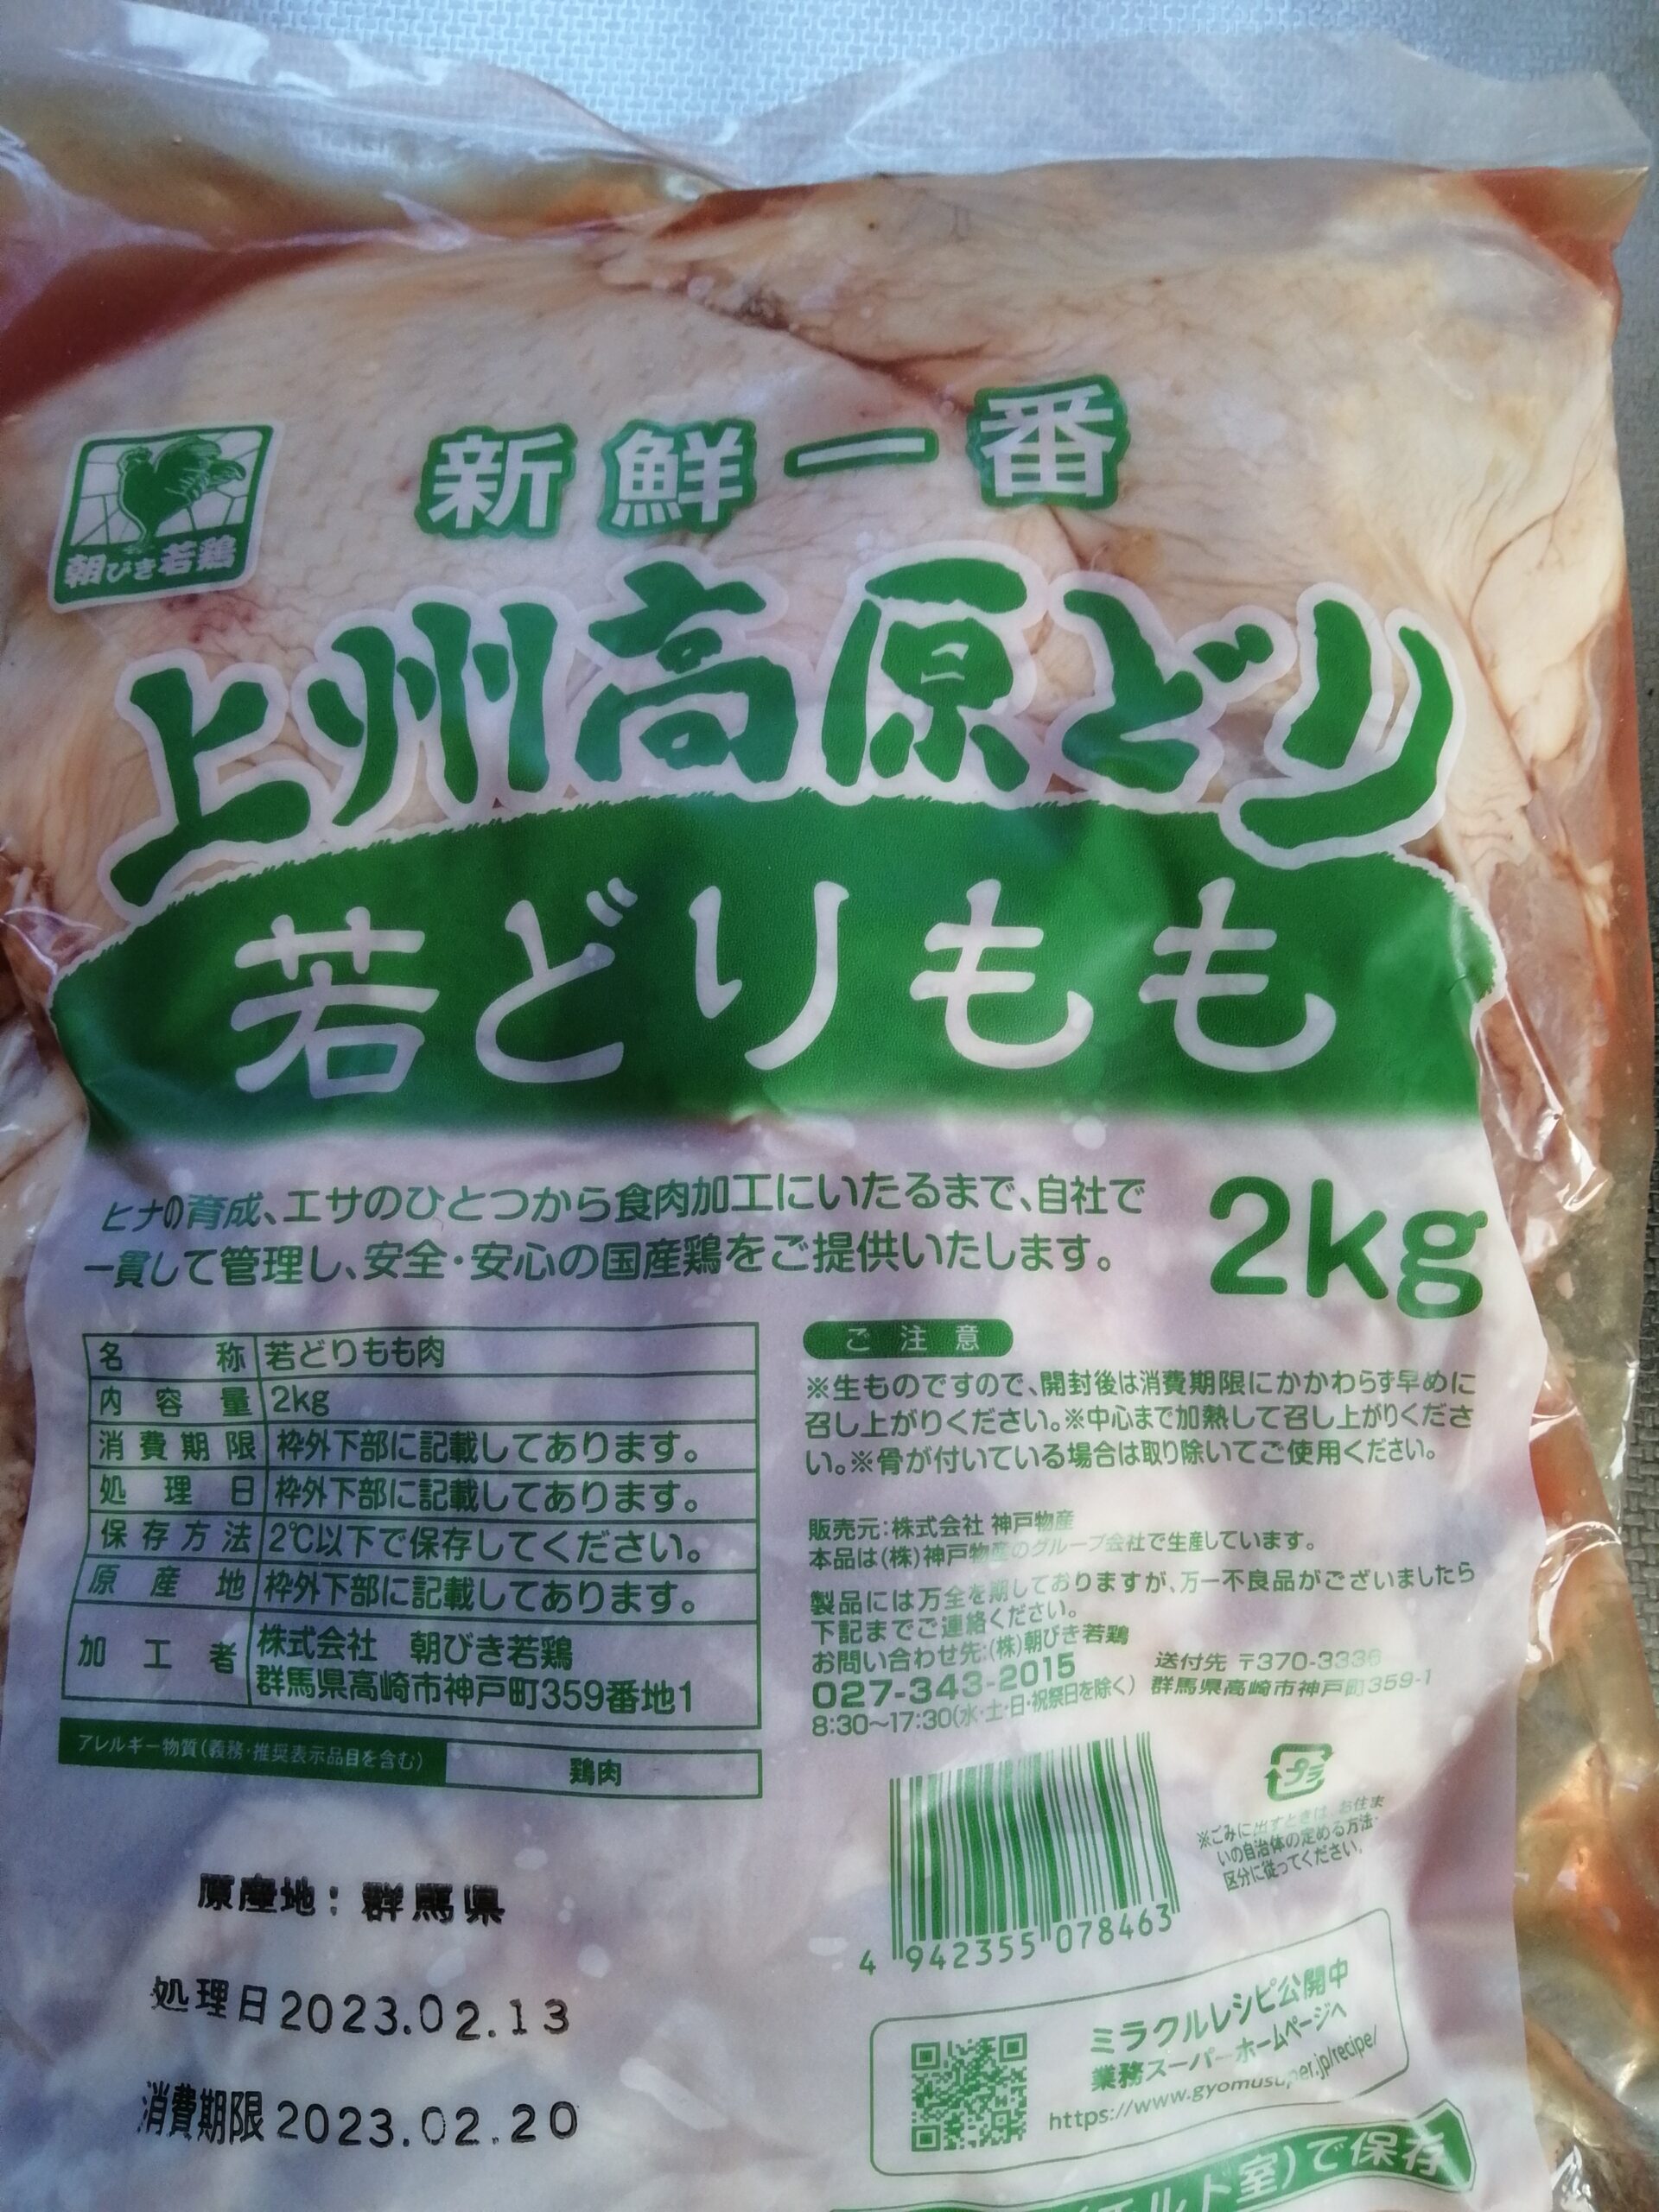 新鮮一番
朝びき若鶏
上州高原どり
若どりもも
ヒナの育成、エサのひとつから食肉加工にいたるまで、自社で
一貫して管理し、安全・安心の国産鶏をご提供いたします。
2kg
名称 若どりもも肉
内容量 2kg
消費期限 枠外下部に記載してあります。
処理日 枠外下部に記載してあります。
保存方法 2℃以下で保存してください。
原産地 枠外下部に記載してあります。
加工者 株式会社 朝びき若鶏
群馬県高崎市神戸町359番地1
アレルギー物質(義務・推奨表示品目を含む) 鶏肉
ご注意
※生ものですので、開封後は消費期限にかかわらず早めに
召し上がりください。※中心まで加熱して召し上がりくださ
い。※骨が付いている場合は取り除いてご使用ください。
販売元:株式会社 神戸物産
本品は(株)神戸物産のグループ会社で生産しています。
製品には万全を期しておりますが、万一不良品がございましたら
下記までご連絡ください。
お問い合わせ先:(株)朝びき若鶏
027-343-2015
8:30〜17:30(水・土・日・祝祭日を除く)
送付先 〒370-3336
群馬県高崎市神戸町359-1
プラ
※ごみに出すときは、お住ま
いの自治体の定める方法・
区分に従ってください。
4 942355 078463
原産地:群馬県
処理日 2023.02.13
消費期限 2023.02.20
ミラクルレシピ公開中
業務スーパーホームページへ
https://www.gyomusuper.jp/recipe/
チルド室)で保存